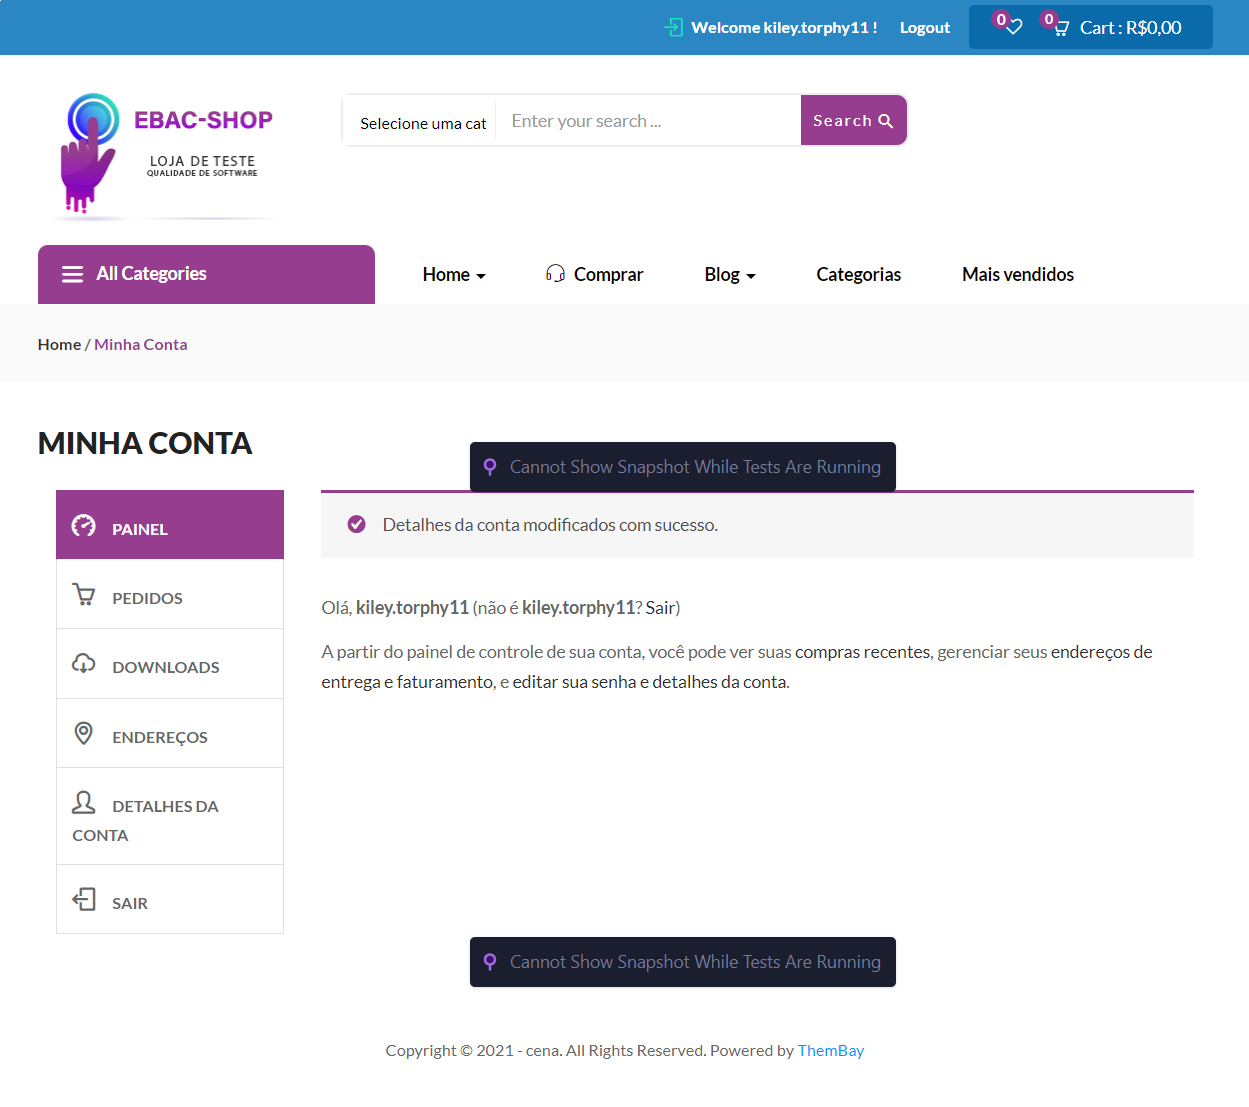 Welcome kiley.torphy11 !
Logout
0
0
Cart : R$0,00
EBAC-SHOP
LOJA DE TESTE
QUALIDADE DE SOFTWARE
Selecione uma cat
Enter your search ...
Search
All Categories
Home
Comprar
Blog
Categorias
Mais vendidos
Home / Minha Conta
MINHA CONTA
Cannot Show Snapshot While Tests Are Running
PAINEL
PEDIDOS
DOWNLOADS
ENDEREÇOS
DETALHES DA
CONTA
SAIR
Detalhes da conta modificados com sucesso.
Olá, kiley.torphy11 (não é kiley.torphy11? Sair)
A partir do painel de controle de sua conta, você pode ver suas compras recentes, gerenciar seus endereços de
entrega e faturamento, e editar sua senha e detalhes da conta.
Cannot Show Snapshot While Tests Are Running
Copyright © 2021 - cena. All Rights Reserved. Powered by ThemBay